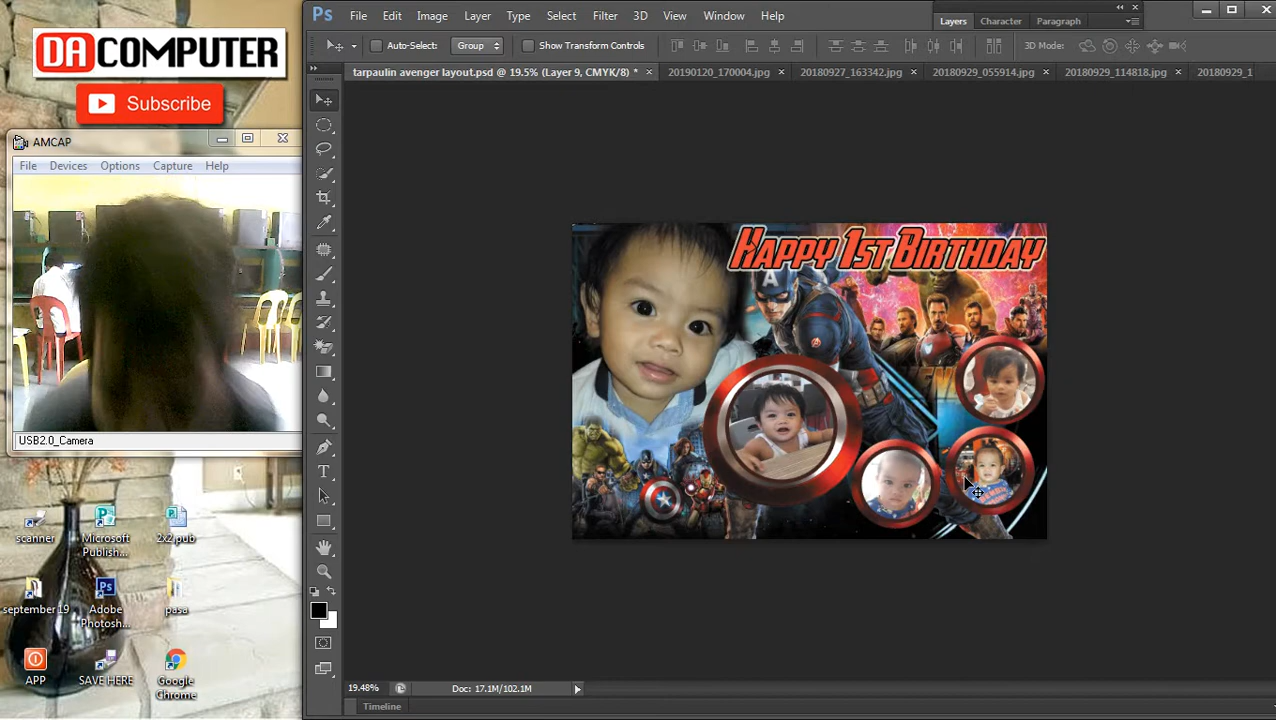 DA COMPUTER
Subscribe
AMCAP
File Devices Options Capture Help
USB2.0_Camera
scanner
Microsoft Publish...
2x2.pub
september 19
Adobe Photosh...
pasa
APP
SAVE HERE
Google Chrome
Ps File Edit Image Layer Type Select Filter 3D View Window Help
Layers Character Paragraph
Auto-Select: Group Show Transform Controls 3D Mode:
tarpaulin avenger layout.psd @ 19.5% (Layer 9, CMYK/8) * × 20190120_170004.jpg × 20180927_163342.jpg × 20180929_055914.jpg × 20180929_114818.jpg × 20180929_1
Happy 1st Birthday
A
19.48% Doc: 17.1M/102.1M
Timeline